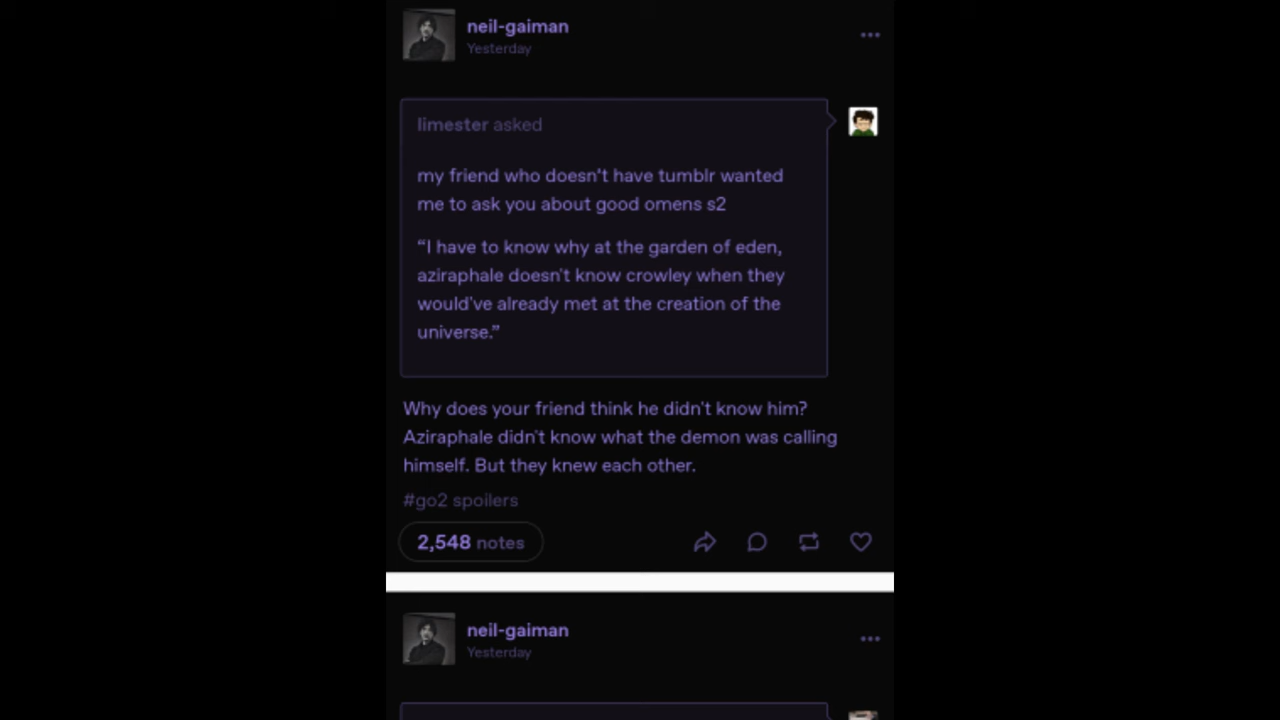 neil-gaiman
Yesterday
limester asked
my friend who doesn't have tumblr wanted
me to ask you about good omens s2
“I have to know why at the garden of eden,
aziraphale doesn't know crowley when they
would've already met at the creation of the
universe.”
Why does your friend think he didn't know him?
Aziraphale didn't know what the demon was calling
himself. But they knew each other.
#go2 spoilers
2,548 notes
neil-gaiman
Yesterday